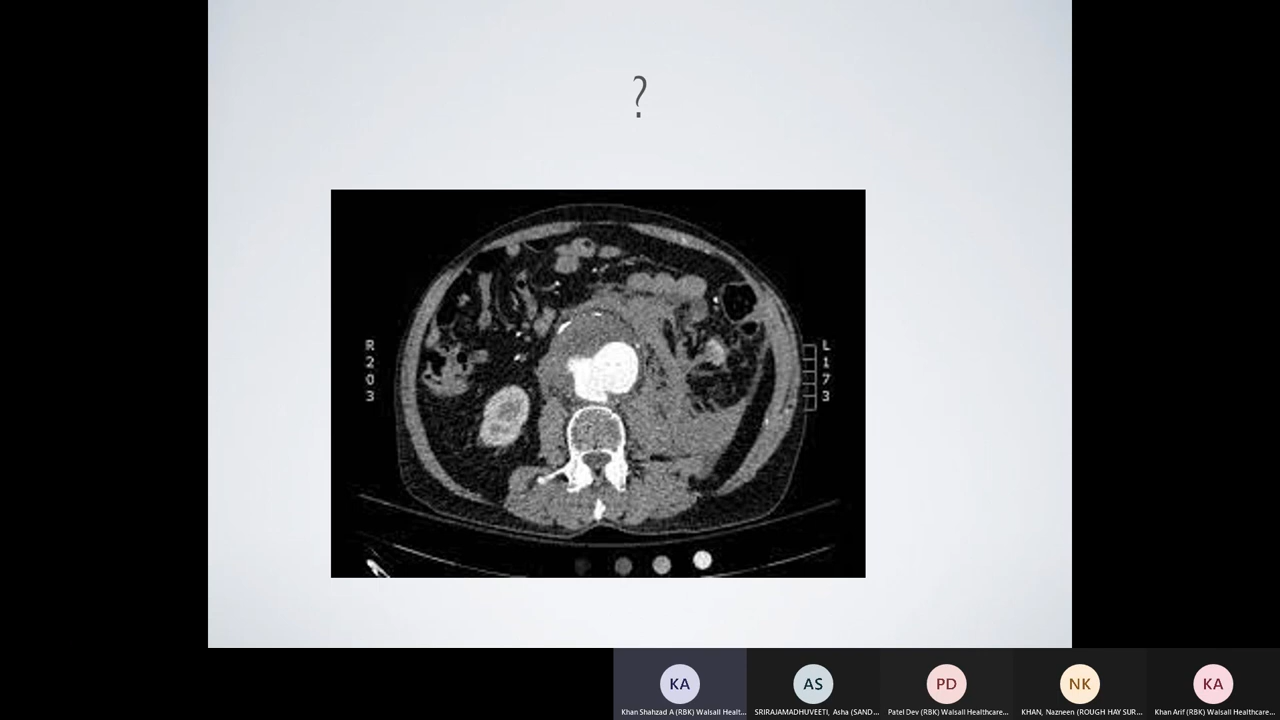 ?
R
2
0
3
L
1
7
3
KA
AS
PD
NK
KA
Khan Shahzad A (RBK) Walsall Healt...
SRIRAJAMADHUVEETI, Asha (SAND...
Patel Dev (RBK) Walsall Healthcare...
KHAN, Nazneen (ROUGH HAY SUR...
Khan Arif (RBK) Walsall Healthcare...